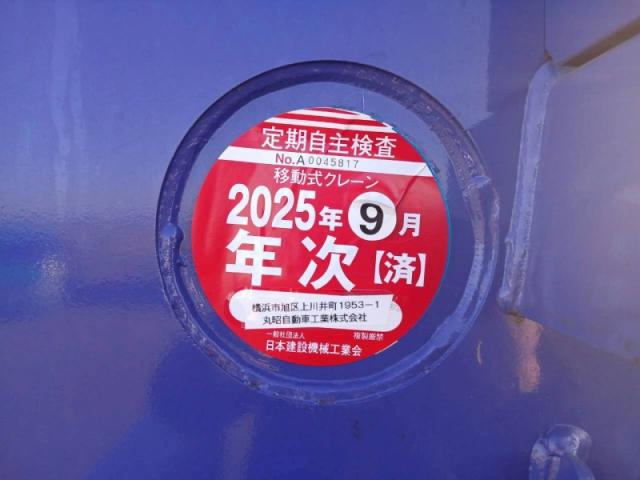 定期自主検査
No.A 0045817
移動式クレーン
2025年9月
年次【済】
横浜市旭区上川井町1953-1
丸昭自動車工業株式会社
一般社団法人 複製厳禁
日本建設機械工業会